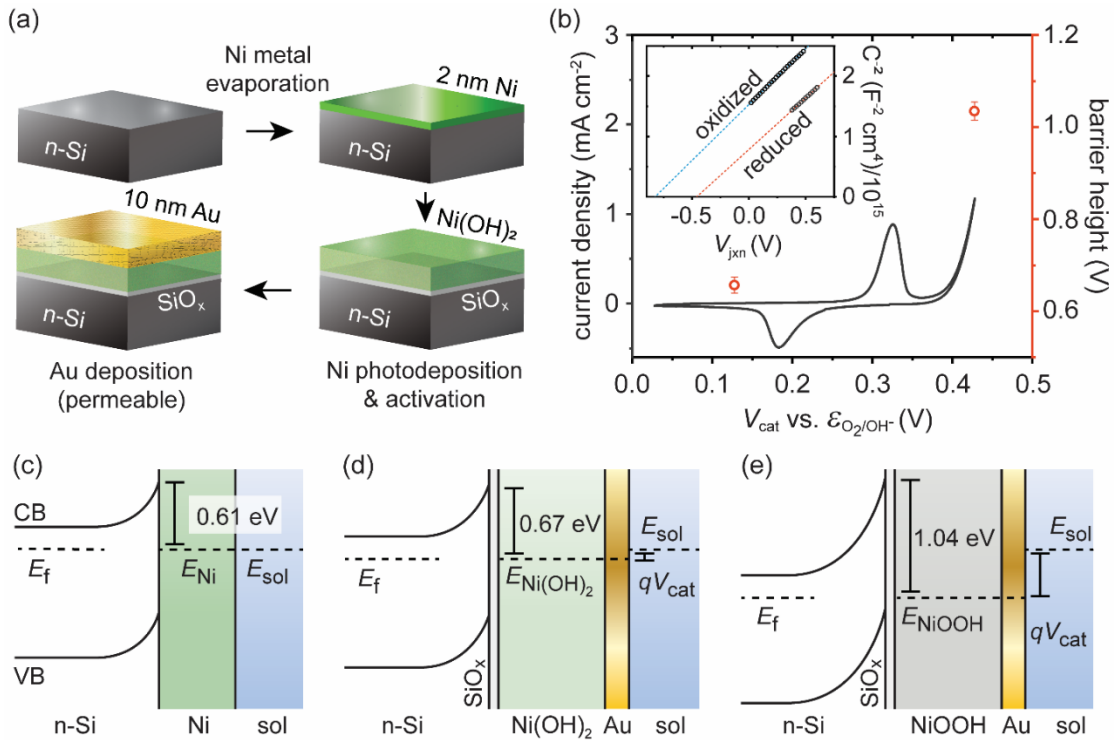 (a)
Ni metal
evaporation
2 nm Ni
n-Si
n-Si
10 nm Au
Ni(OH)₂
n-Si
SiOₓ
n-Si
Au deposition
(permeable)
Ni photodeposition
& activation
(b)
current density (mA cm⁻²)
3
2
1
0
0.0
0.1
0.2
0.3
0.4
0.5
V_cat vs. ℰ_O₂/OH⁻ (V)
barrier height (V)
1.2
1.0
0.8
0.6
oxidized
reduced
-0.5
0.0
0.5
V_jxn (V)
2
1
0
C⁻² (F⁻² cm⁴)/10¹⁵
(c)
CB
0.61 eV
E_f
E_Ni
E_sol
VB
n-Si
Ni
sol
(d)
0.67 eV
E_sol
E_f
E_Ni(OH)₂
qV_cat
SiOₓ
n-Si
Ni(OH)₂
Au
sol
(e)
1.04 eV
E_sol
E_f
E_NiOOH
qV_cat
SiOₓ
n-Si
NiOOH
Au
sol